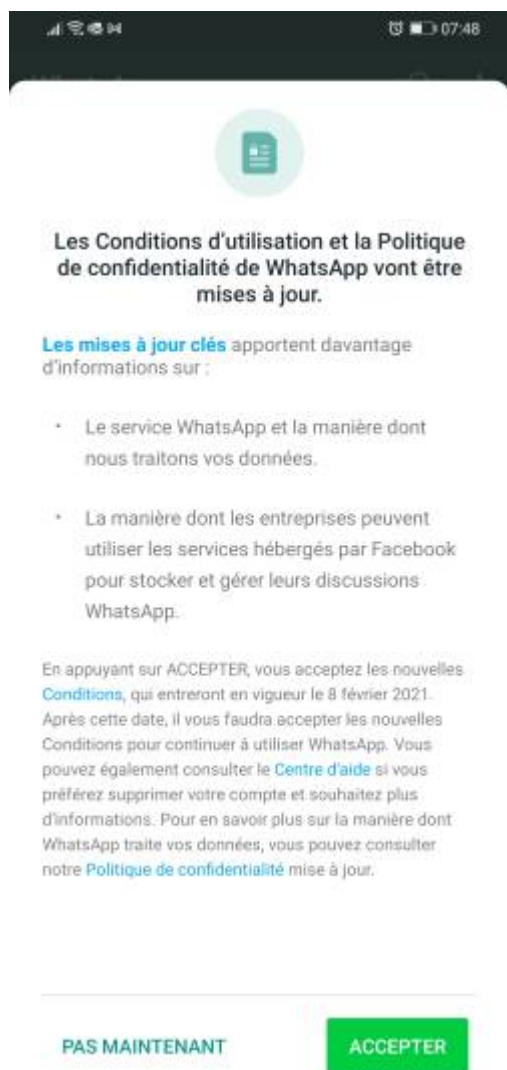 07:48
Les Conditions d'utilisation et la Politique
de confidentialité de WhatsApp vont être
mises à jour.
Les mises à jour clés apportent davantage
d'informations sur :
• Le service WhatsApp et la manière dont
nous traitons vos données.
• La manière dont les entreprises peuvent
utiliser les services hébergés par Facebook
pour stocker et gérer leurs discussions
WhatsApp.
En appuyant sur ACCEPTER, vous acceptez les nouvelles
Conditions, qui entreront en vigueur le 8 février 2021.
Après cette date, il vous faudra accepter les nouvelles
Conditions pour continuer à utiliser WhatsApp. Vous
pouvez également consulter le Centre d'aide si vous
préférez supprimer votre compte et souhaitez plus
d'informations. Pour en savoir plus sur la manière dont
WhatsApp traite vos données, vous pouvez consulter
notre Politique de confidentialité mise à jour.
PAS MAINTENANT
ACCEPTER